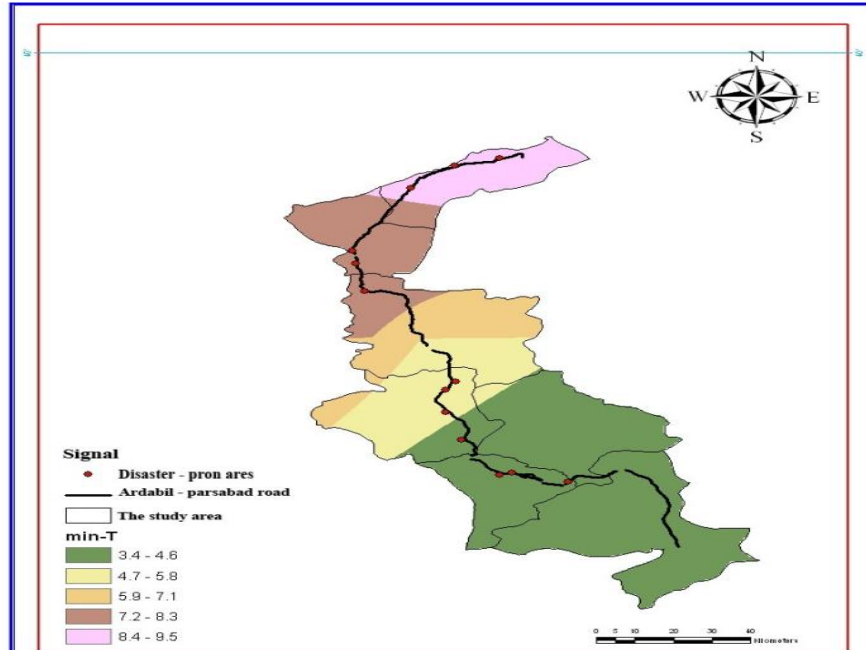 N
W E
S
Signal
Disaster - pron ares
Ardabil - parsabad road
The study area
min-T
3.4 - 4.6
4.7 - 5.8
5.9 - 7.1
7.2 - 8.3
8.4 - 9.5
0 5 10 20 30 40
Kilometers